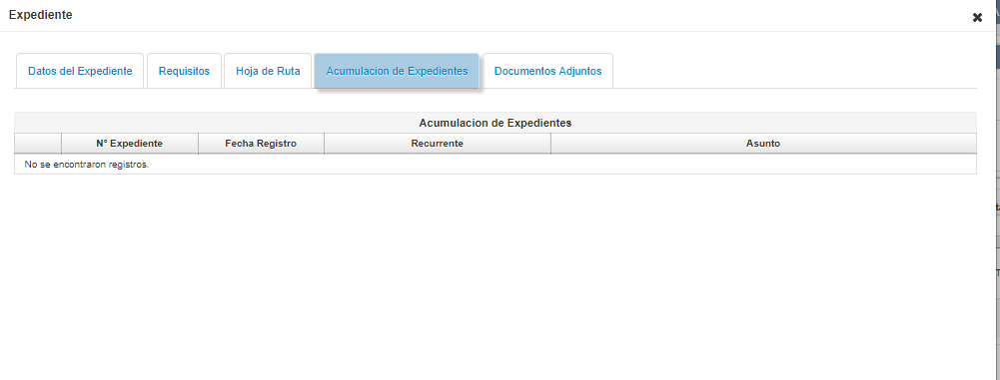 Expediente
Datos del Expediente Requisitos Hoja de Ruta Acumulacion de Expedientes Documentos Adjuntos
Acumulacion de Expedientes
N° Expediente Fecha Registro Recurrente Asunto
No se encontraron registros.